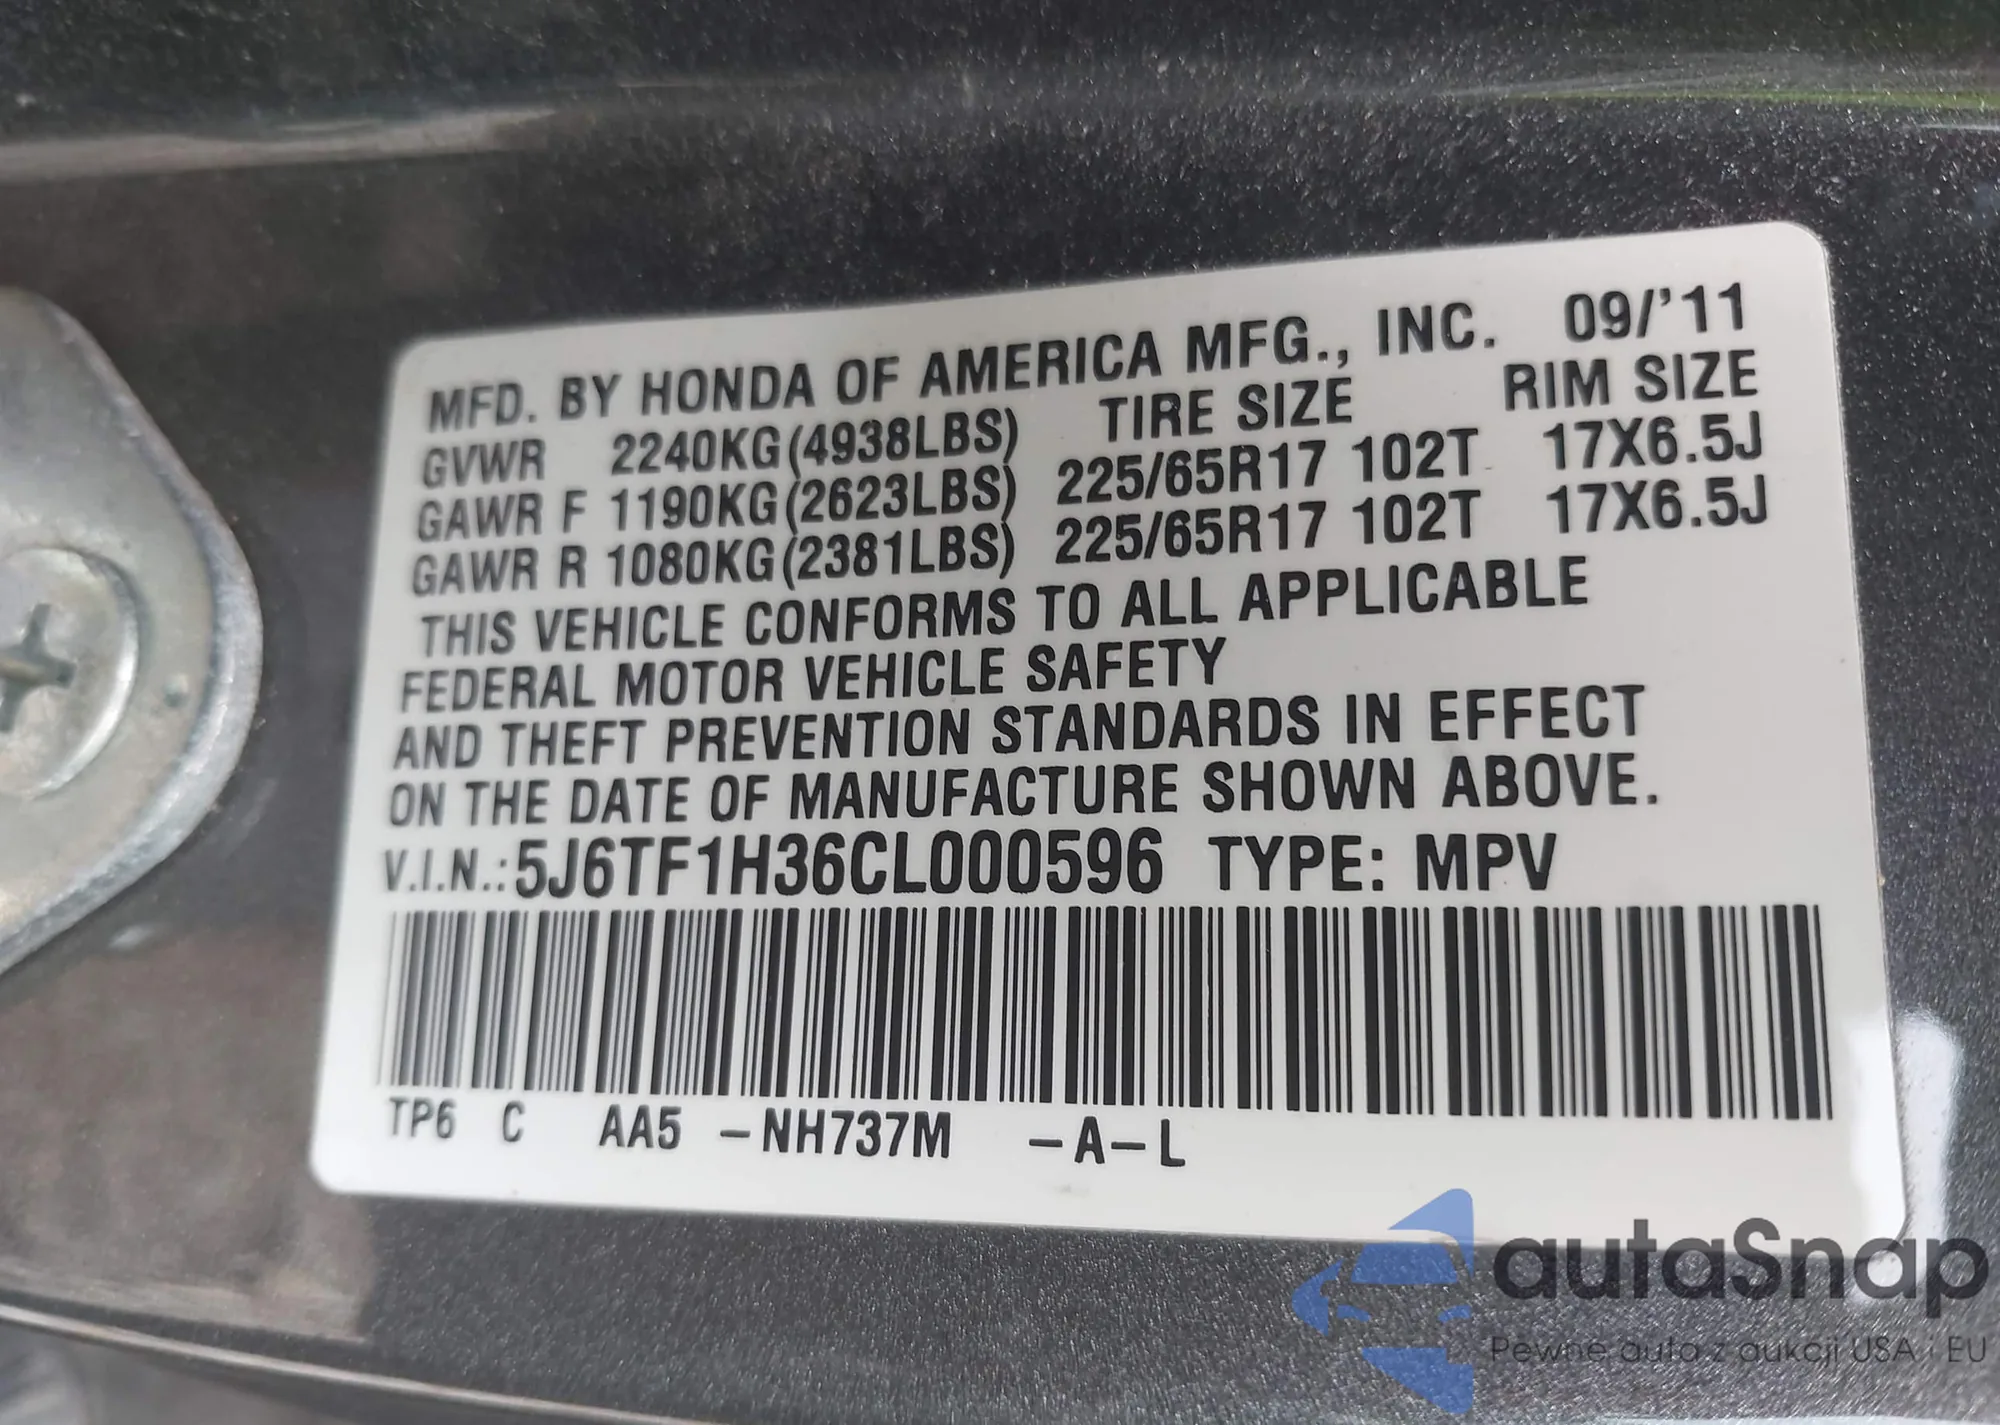 MFD. BY HONDA OF AMERICA MFG., INC. 09/'11
GVWR 2240KG(4938LBS) TIRE SIZE RIM SIZE
GAWR F 1190KG(2623LBS) 225/65R17 102T 17X6.5J
GAWR R 1080KG(2381LBS) 225/65R17 102T 17X6.5J
THIS VEHICLE CONFORMS TO ALL APPLICABLE
FEDERAL MOTOR VEHICLE SAFETY
AND THEFT PREVENTION STANDARDS IN EFFECT
ON THE DATE OF MANUFACTURE SHOWN ABOVE.
V.I.N.:5J6TF1H36CL000596 TYPE: MPV
TP6 C AA5 -NH737M -A-L
autaSnap
Pewne auta z aukcji USA i EU